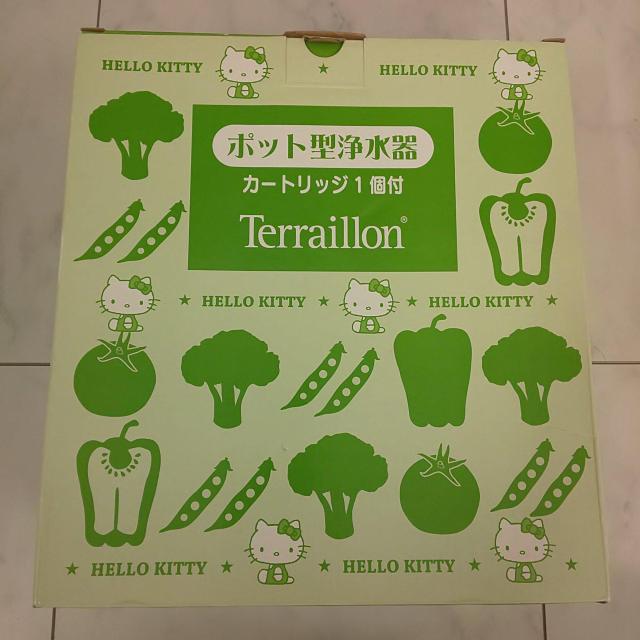 HELLO KITTY ★ HELLO KITTY
ポット型浄水器
カートリッジ1個付
Terraillon®
★ HELLO KITTY ★ ★ HELLO KITTY ★
★ HELLO KITTY ★ ★ HELLO KITTY ★